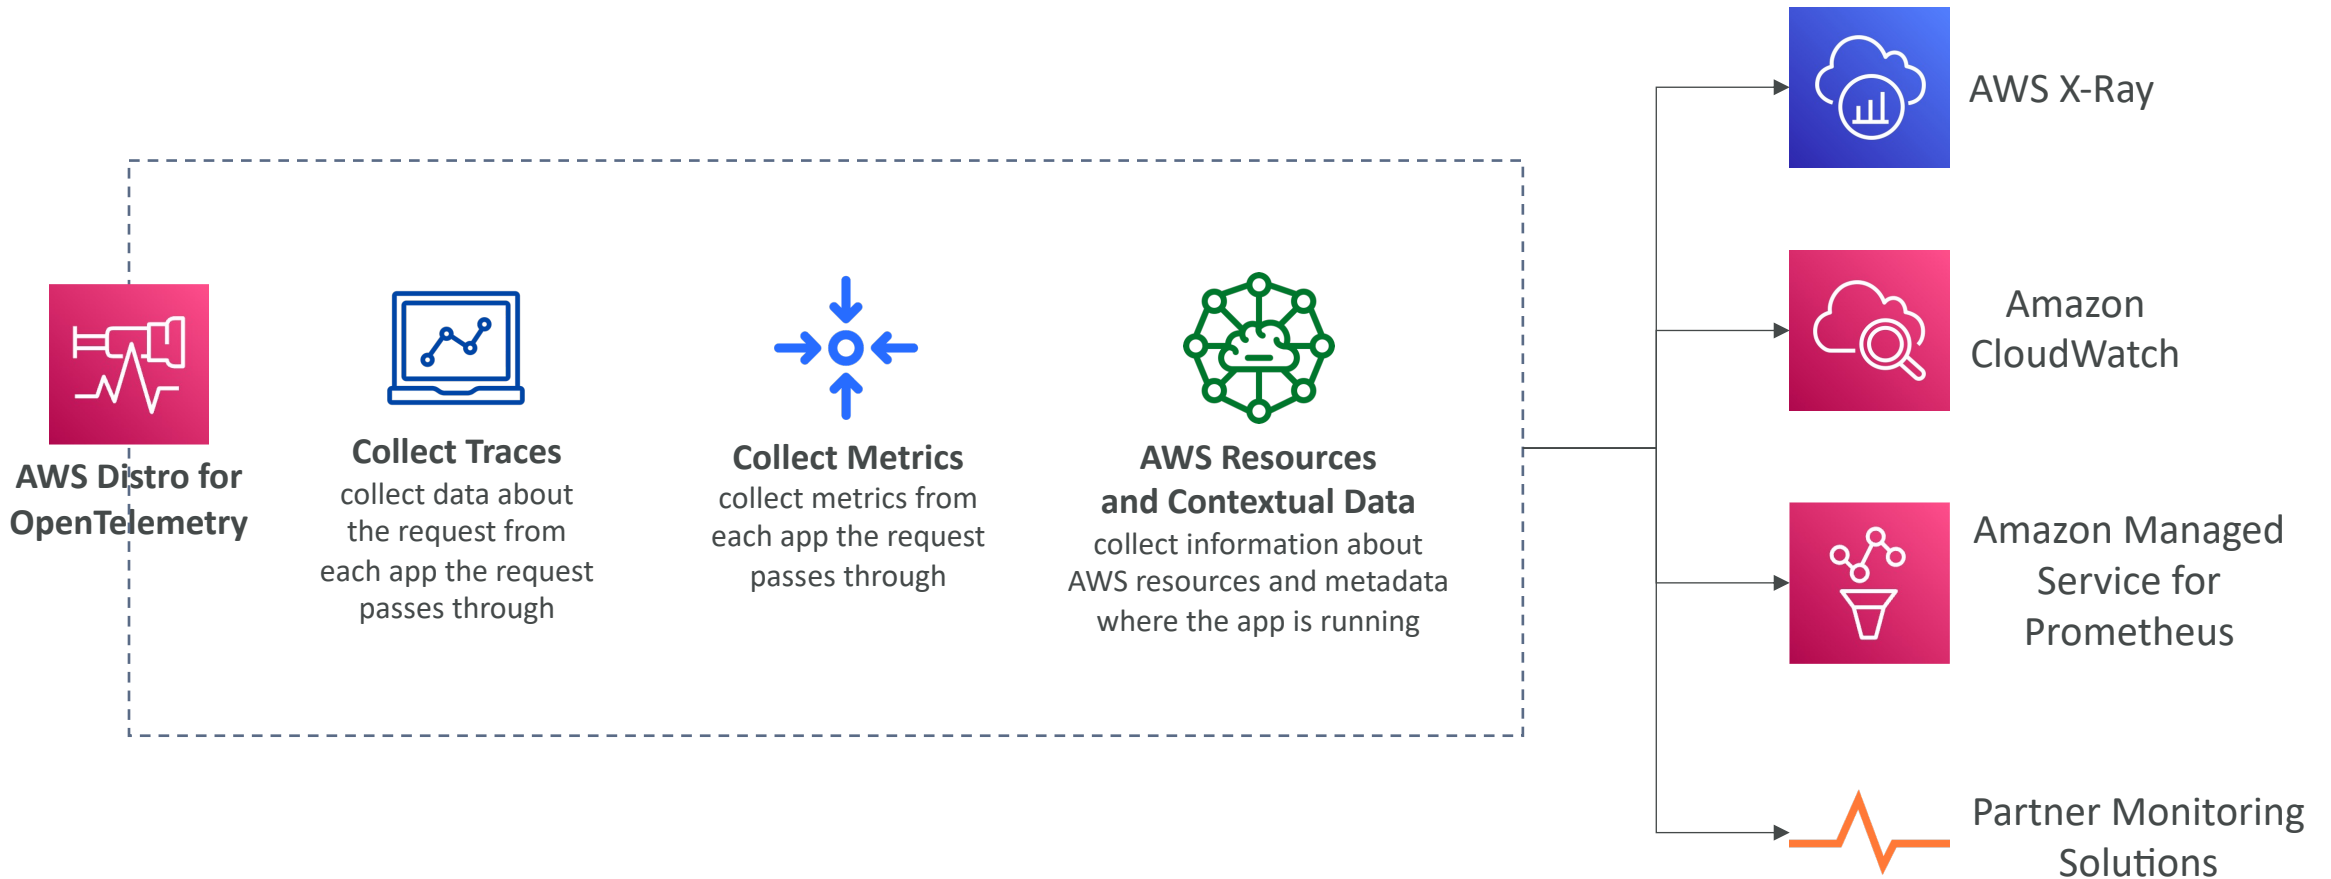 AWS Distro for
OpenTelemetry
Collect Traces
collect data about
the request from
each app the request
passes through
Collect Metrics
collect metrics from
each app the request
passes through
AWS Resources
and Contextual Data
collect information about
AWS resources and metadata
where the app is running
AWS X-Ray
Amazon
CloudWatch
Amazon Managed
Service for
Prometheus
Partner Monitoring
Solutions